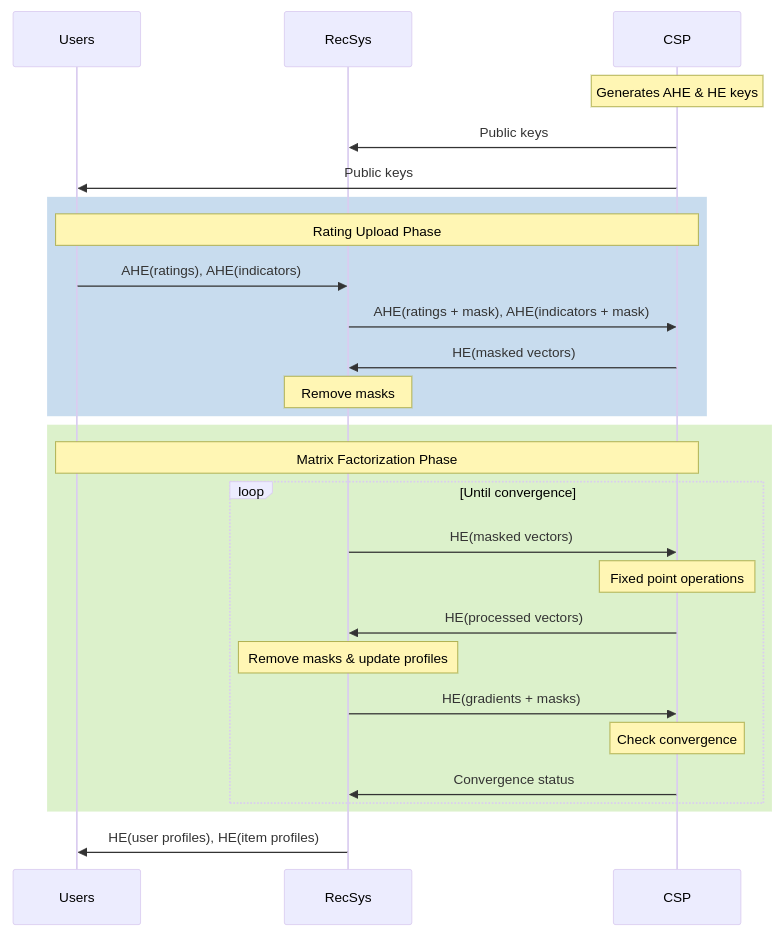 Users
RecSys
CSP
Generates AHE & HE keys
Public keys
Public keys
Rating Upload Phase
AHE(ratings), AHE(indicators)
AHE(ratings + mask), AHE(indicators + mask)
HE(masked vectors)
Remove masks
Matrix Factorization Phase
loop
[Until convergence]
HE(masked vectors)
Fixed point operations
HE(processed vectors)
Remove masks & update profiles
HE(gradients + masks)
Check convergence
Convergence status
HE(user profiles), HE(item profiles)
Users
RecSys
CSP